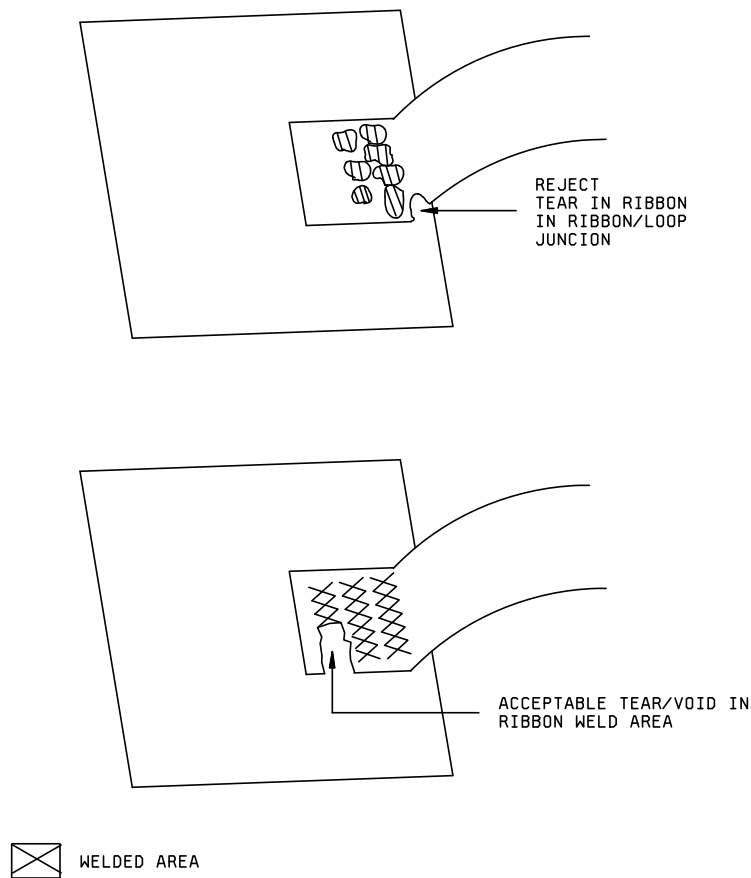 REJECT
TEAR IN RIBBON
IN RIBBON/LOOP
JUNCION
ACCEPTABLE TEAR/VOID IN
RIBBON WELD AREA
WELDED AREA